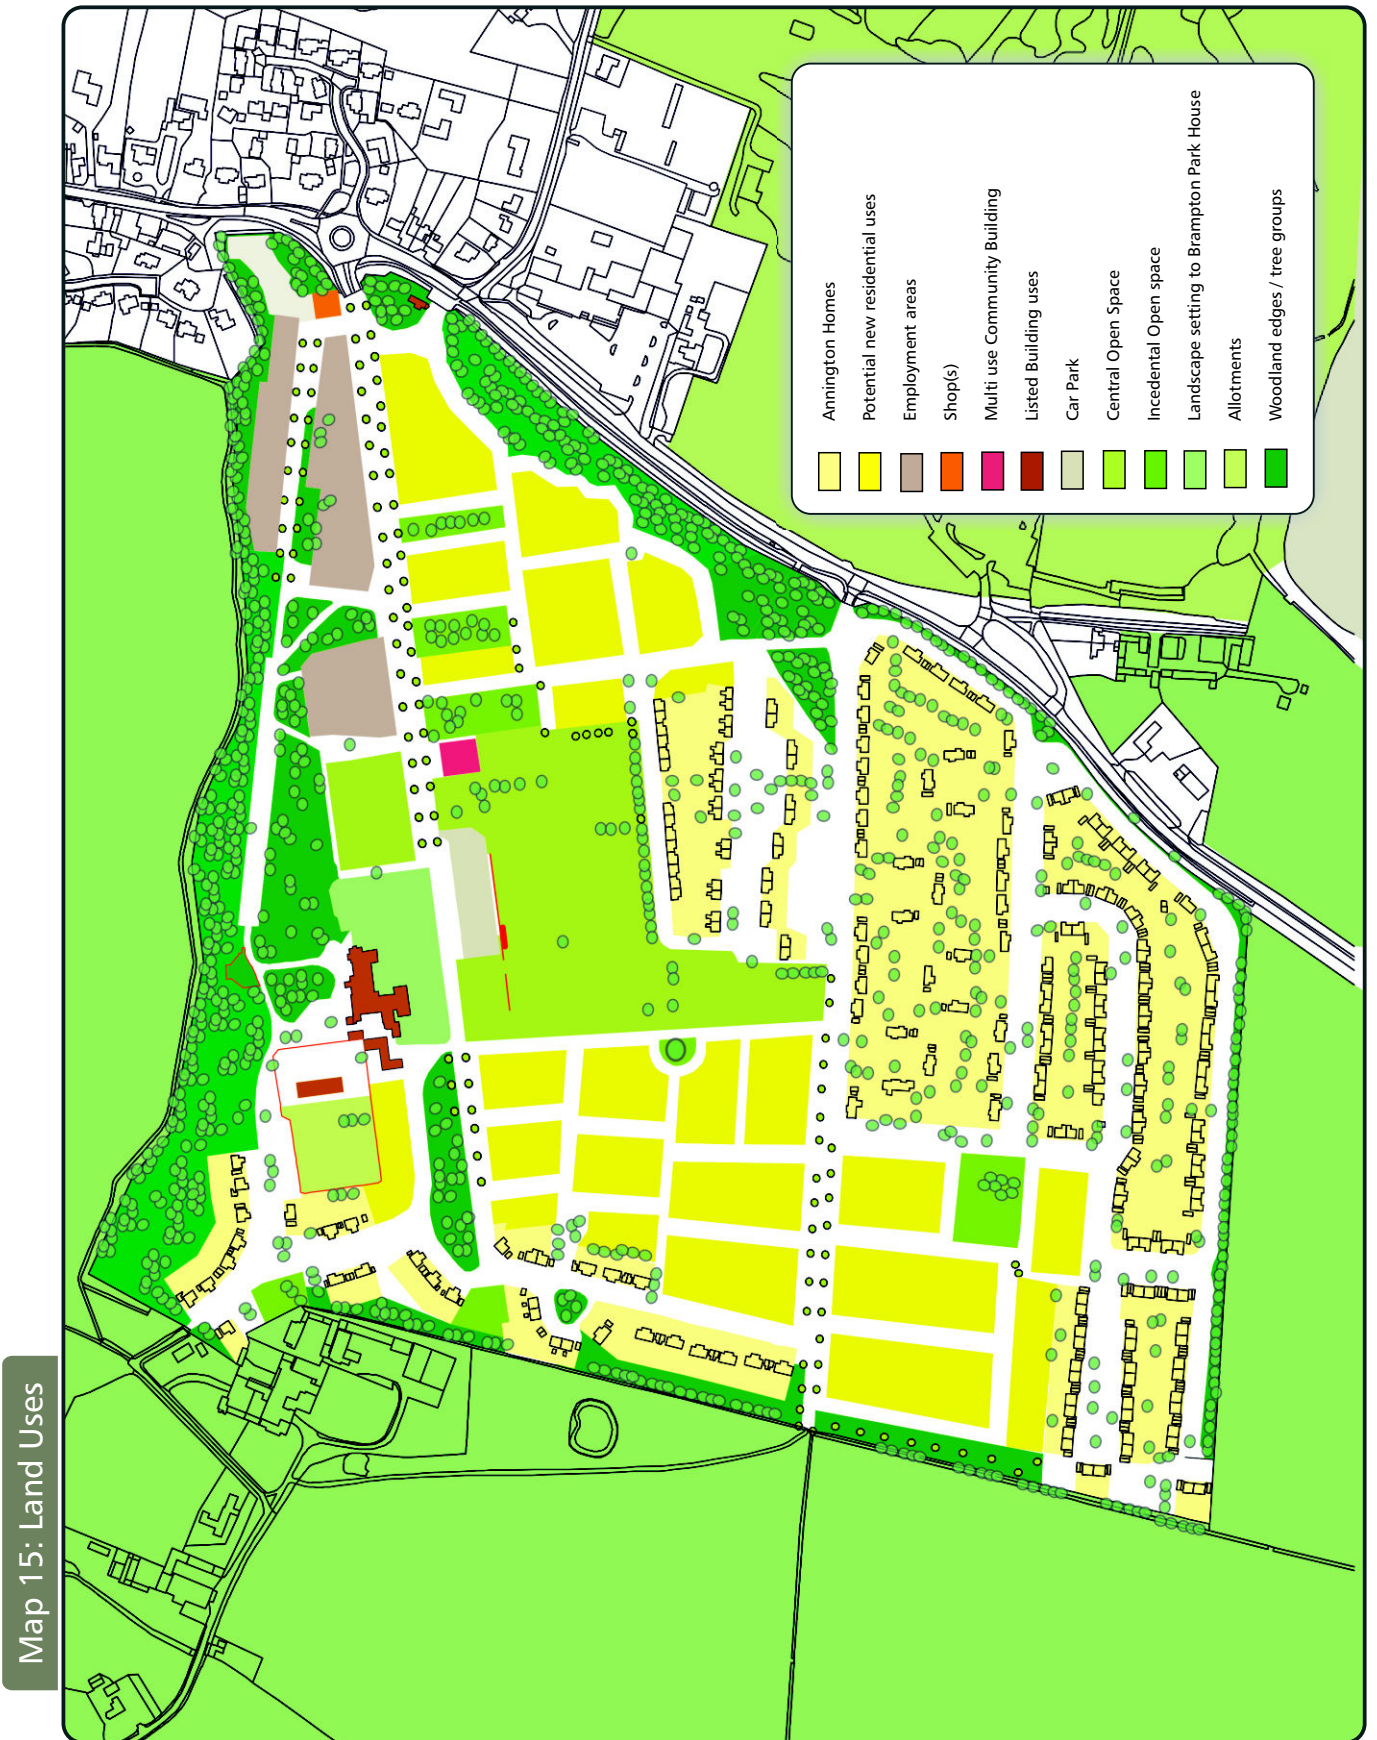 Map 15: Land Uses
Annington Homes
Potential new residential uses
Employment areas
Shop(s)
Multi use Community Building
Listed Building uses
Car Park
Central Open Space
Incedental Open space
Landscape setting to Brampton Park House
Allotments
Woodland edges / tree groups